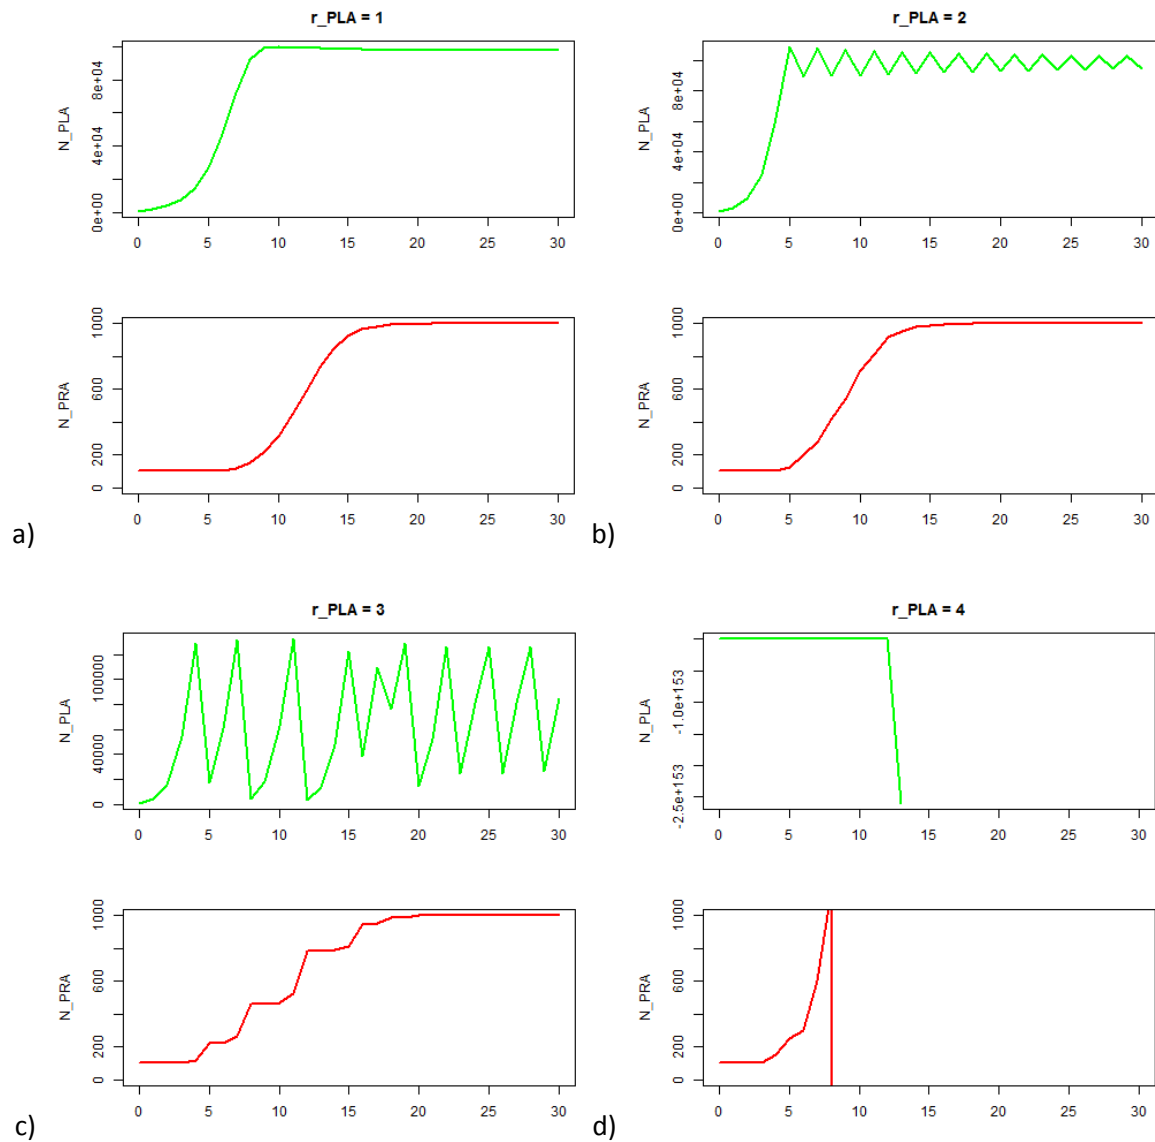 r_PLA = 1
N_PLA
0e+00 4e+04 8e+04
0 5 10 15 20 25 30
N_PRA
0 200 600 1000
0 5 10 15 20 25 30
a)
r_PLA = 2
N_PLA
0e+00 4e+04 8e+04
0 5 10 15 20 25 30
N_PRA
0 200 600 1000
0 5 10 15 20 25 30
b)
r_PLA = 3
N_PLA
0 40000 100000
0 5 10 15 20 25 30
N_PRA
0 200 600 1000
0 5 10 15 20 25 30
c)
r_PLA = 4
N_PLA
-2.5e+153 -1.0e+153
0 5 10 15 20 25 30
N_PRA
0 200 600 1000
0 5 10 15 20 25 30
d)